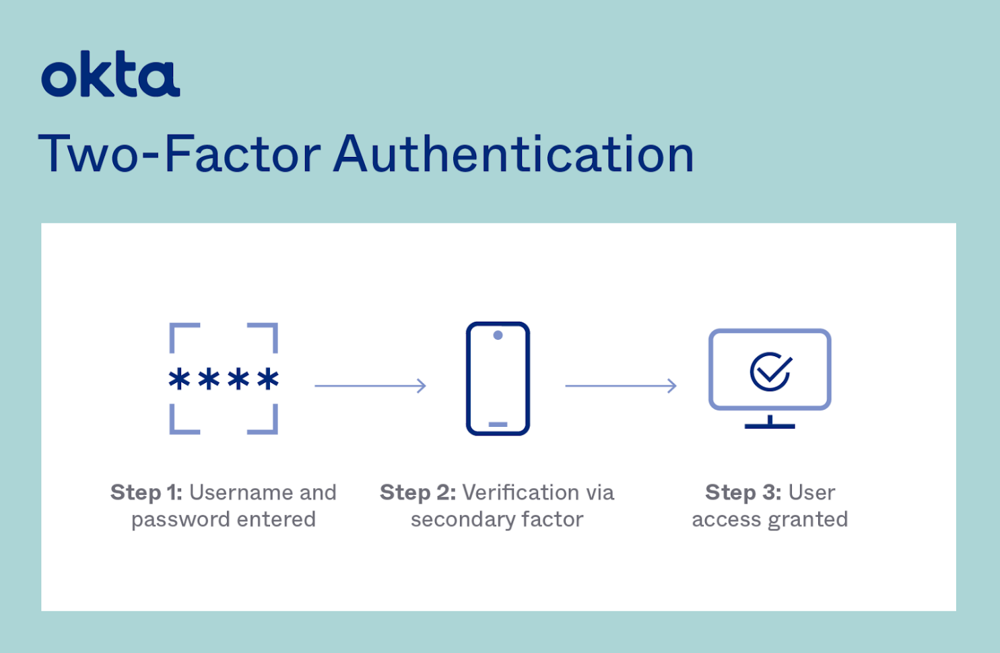 okta
Two-Factor Authentication
****
Step 1: Username and
password entered
Step 2: Verification via
secondary factor
Step 3: User
access granted